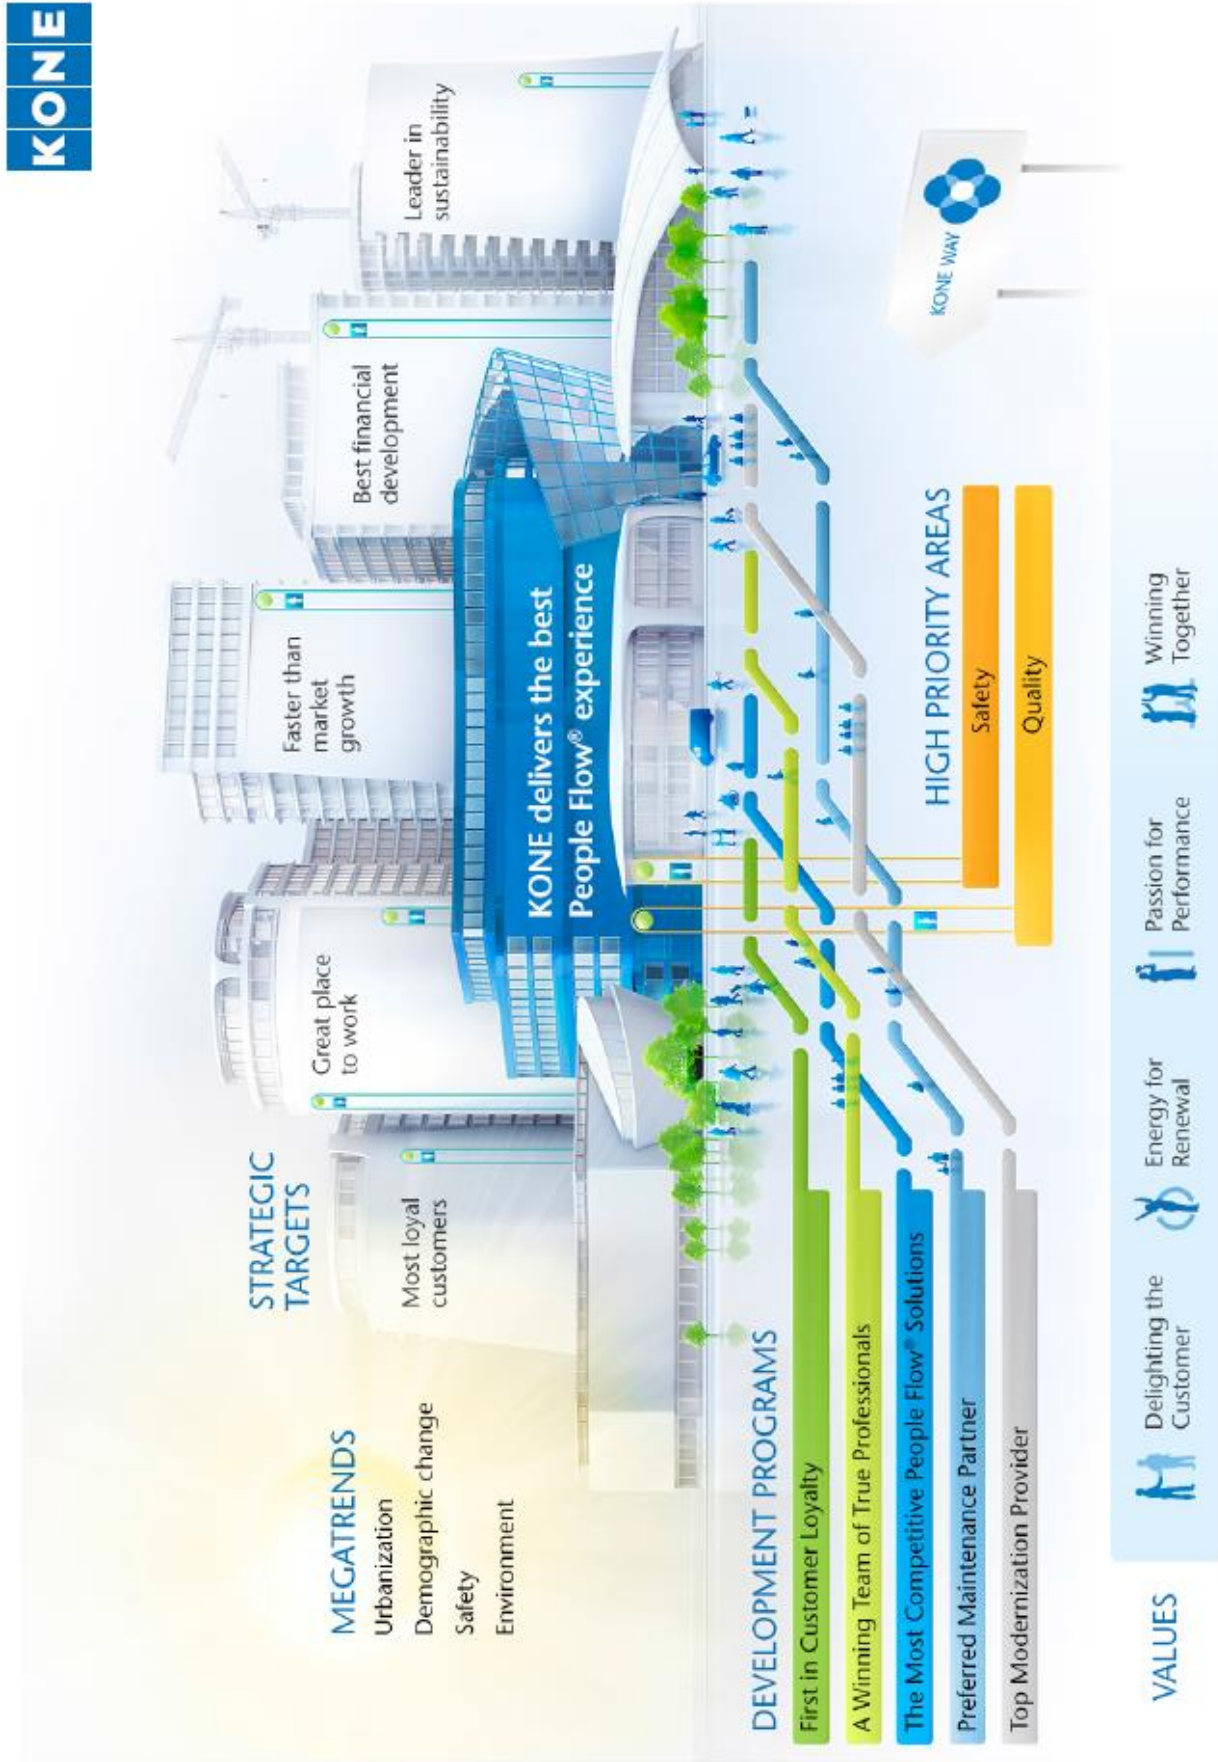 KONE
STRATEGIC
TARGETS
MEGATRENDS
Urbanization
Demographic change
Safety
Environment
Most loyal
customers
Great place
to work
Faster than
market
growth
Best financial
development
Leader in
sustainability
KONE delivers the best
People Flow® experience
DEVELOPMENT PROGRAMS
First in Customer Loyalty
A Winning Team of True Professionals
The Most Competitive People Flow® Solutions
Preferred Maintenance Partner
Top Modernization Provider
HIGH PRIORITY AREAS
Safety
Quality
KONE WAY
VALUES
Delighting the
Customer
Energy for
Renewal
Passion for
Performance
Winning
Together